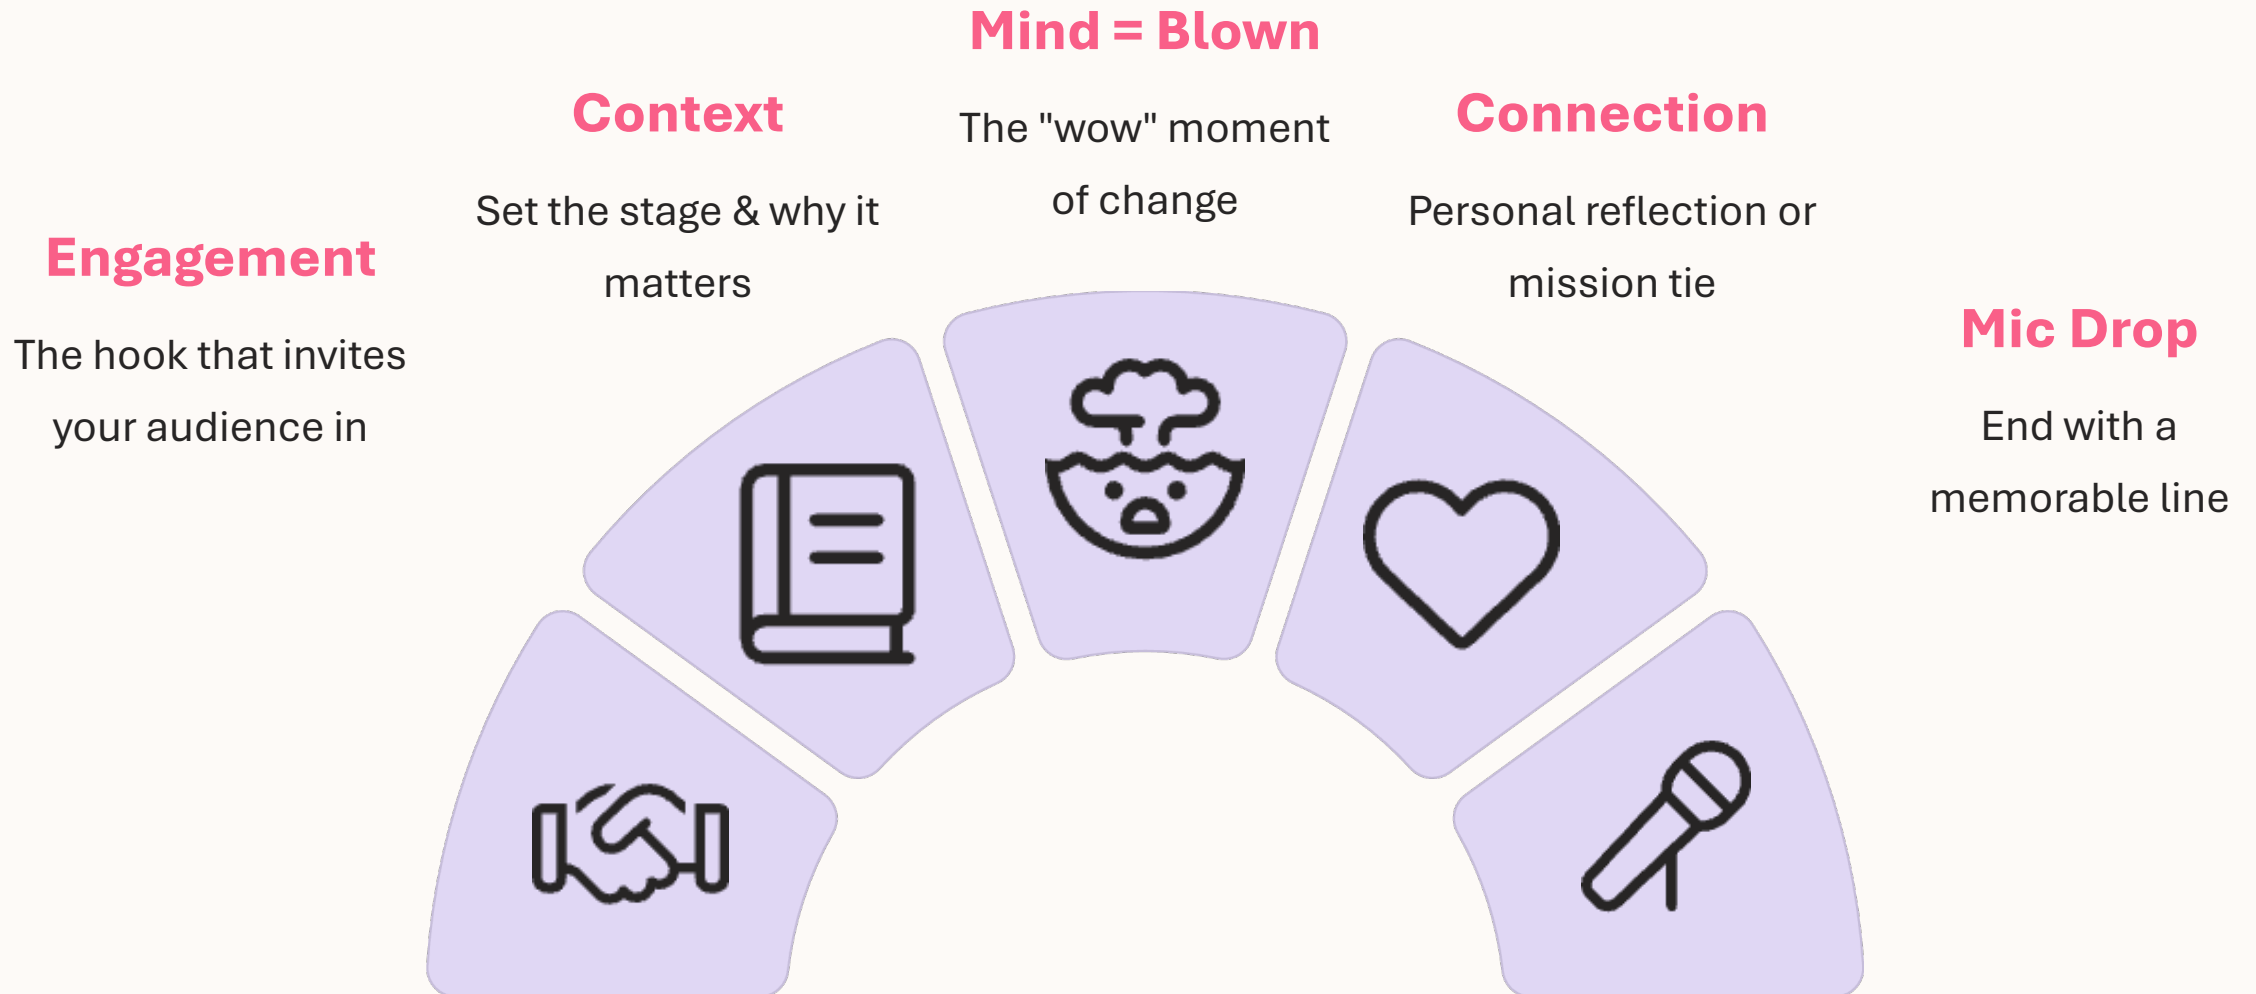 Engagement
The hook that invites
your audience in
Context
Set the stage & why it
matters
Mind = Blown
The "wow" moment
of change
Connection
Personal reflection or
mission tie
Mic Drop
End with a
memorable line